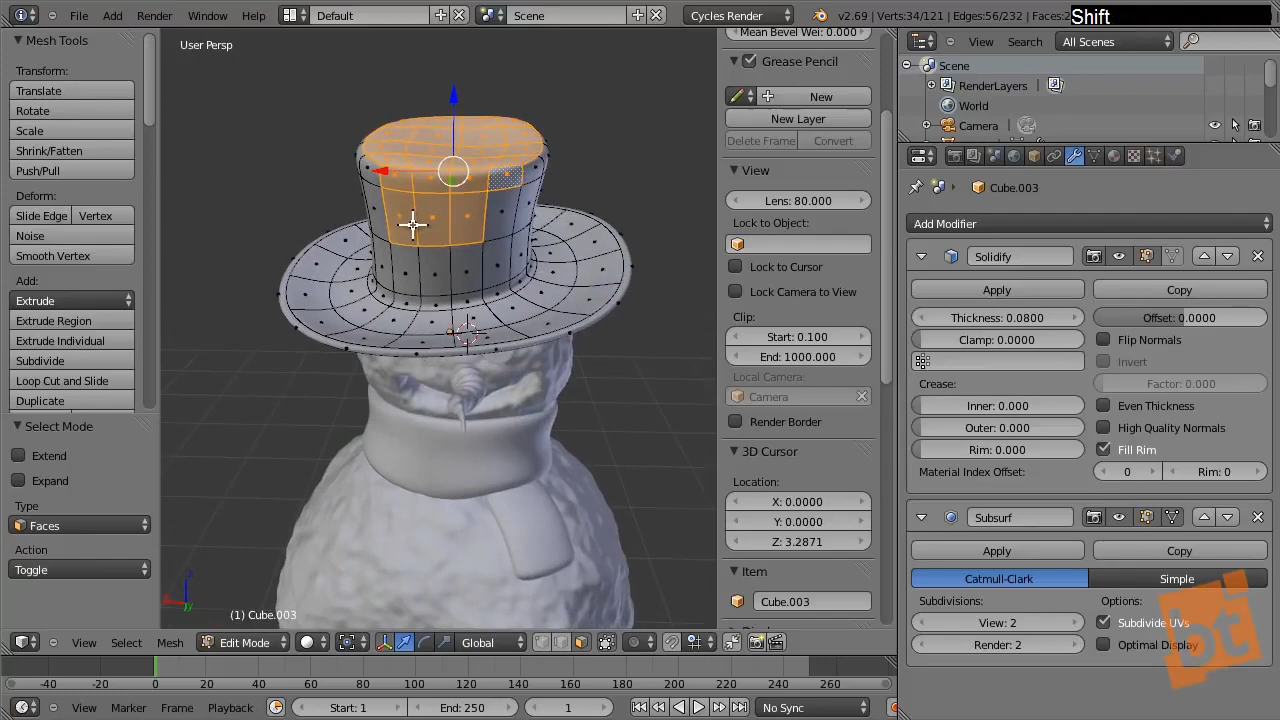 File Add Render Window Help Default Scene Cycles Render v2.69 | Verts:34/121 | Edges:56/232 | Faces:2
Shift
Mesh Tools
Transform:
Translate
Rotate
Scale
Shrink/Fatten
Push/Pull
Deform:
Slide Edge Vertex
Noise
Smooth Vertex
Add:
Extrude
Extrude Region
Extrude Individual
Subdivide
Loop Cut and Slide
Duplicate
Select Mode
Extend
Expand
Type
Faces
Action
Toggle
User Persp
(1) Cube.003
Mean Bevel Wei: 0.000
Grease Pencil
New
New Layer
Delete Frame Convert
View
Lens: 80.000
Lock to Object:
Lock to Cursor
Lock Camera to View
Clip:
Start: 0.100
End: 1000.000
Local Camera:
Camera
Render Border
3D Cursor
Location:
X: 0.0000
Y: 0.0000
Z: 3.2871
Item
Cube.003
View Search All Scenes
Scene
RenderLayers
World
Camera
Cube.003
Add Modifier
Solidify
Apply Copy
Thickness: 0.0800 Offset: 0.0000
Clamp: 0.0000 Flip Normals
Invert
Crease: Factor: 0.000
Inner: 0.000 Even Thickness
Outer: 0.000 High Quality Normals
Rim: 0.000 Fill Rim
Material Index Offset: 0 Rim: 0
Subsurf
Apply Copy
Catmull-Clark Simple
Subdivisions: Options:
View: 2 Subdivide UVs
Render: 2 Optimal Display
bt
View Select Mesh Edit Mode Global
-40 -20 0 20 40 60 80 100 120 140 160 180 200 220 240 260
View Marker Frame Playback Start: 1 End: 250 1 No Sync